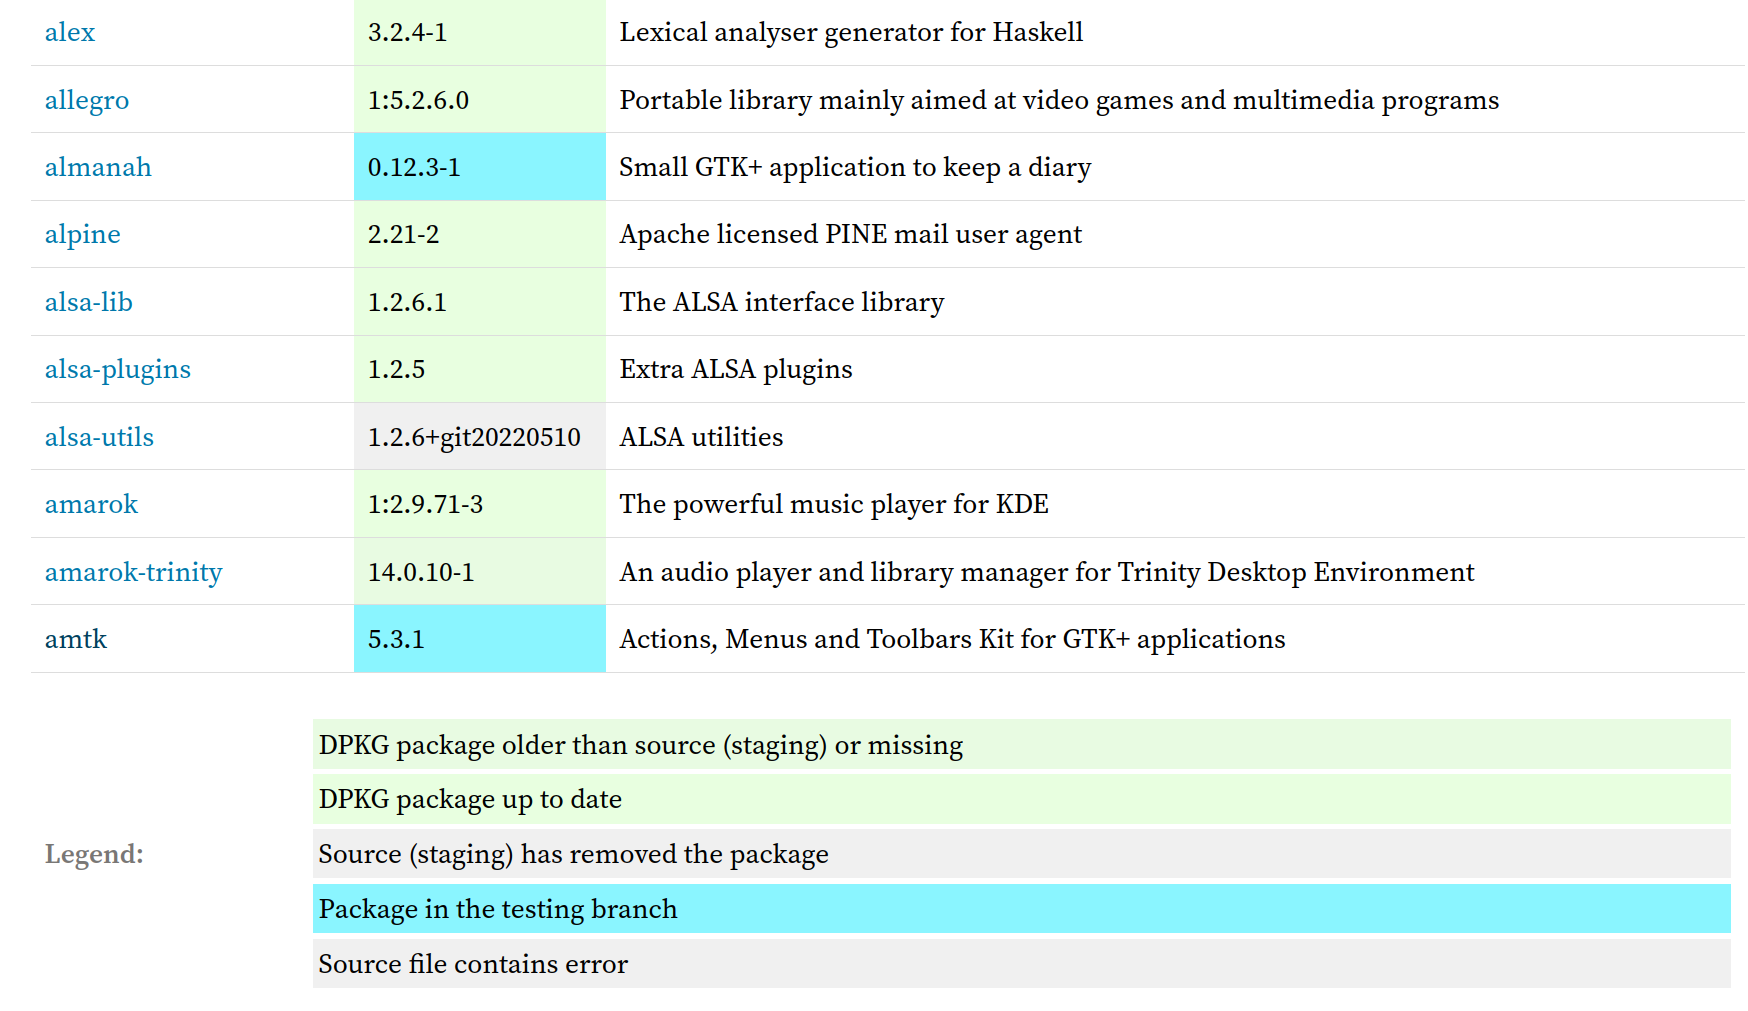 alex 3.2.4-1 Lexical analyser generator for Haskell
allegro 1:5.2.6.0 Portable library mainly aimed at video games and multimedia programs
almanah 0.12.3-1 Small GTK+ application to keep a diary
alpine 2.21-2 Apache licensed PINE mail user agent
alsa-lib 1.2.6.1 The ALSA interface library
alsa-plugins 1.2.5 Extra ALSA plugins
alsa-utils 1.2.6+git20220510 ALSA utilities
amarok 1:2.9.71-3 The powerful music player for KDE
amarok-trinity 14.0.10-1 An audio player and library manager for Trinity Desktop Environment
amtk 5.3.1 Actions, Menus and Toolbars Kit for GTK+ applications
Legend:
DPKG package older than source (staging) or missing
DPKG package up to date
Source (staging) has removed the package
Package in the testing branch
Source file contains error